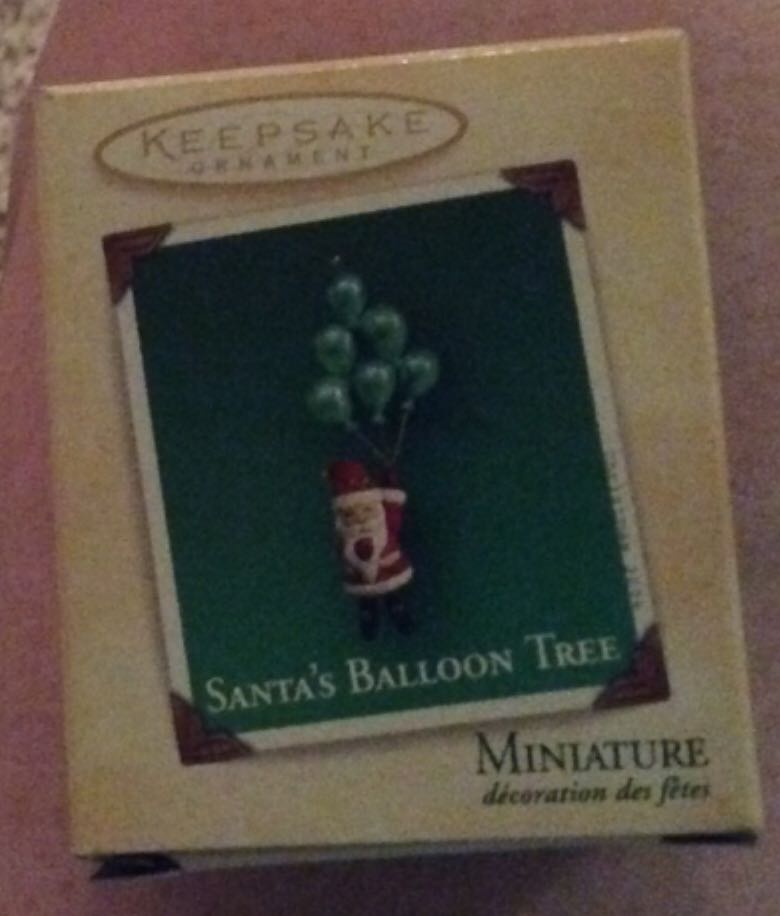 KEEPSAKE
ORNAMENT
SANTA'S BALLOON TREE
MINIATURE
décoration des fêtes